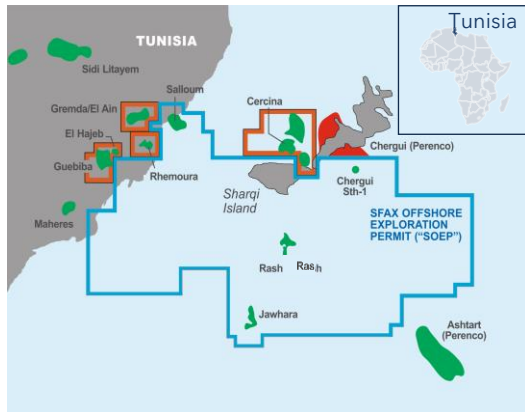 Tunisia
TUNISIA
Sidi Litayem
Salloum
Gremda/El Ain
Cercina
El Hajeb
Chergui (Perenco)
Guebiba
Rhemoura
Chergui
Sth-1
Sharqi
Island
Maheres
SFAX OFFSHORE
EXPLORATION
PERMIT ("SOEP")
Rash Rash
Jawhara
Ashtart
(Perenco)